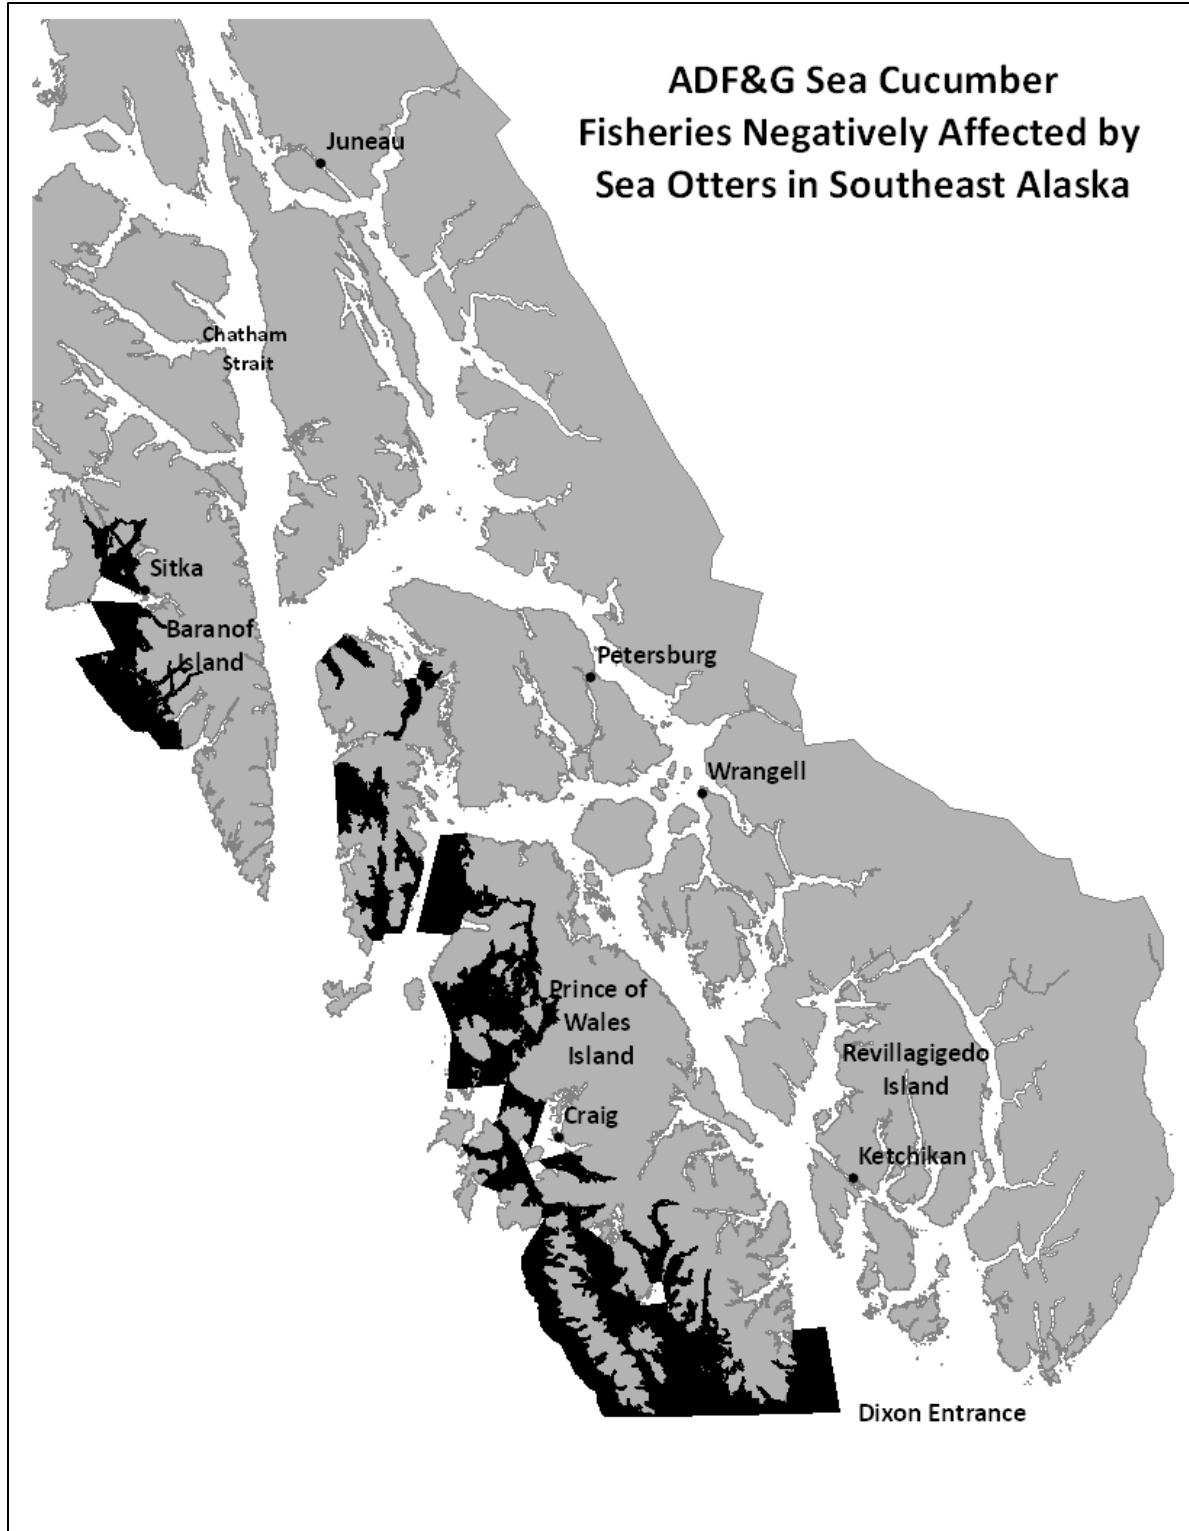 ADF&G Sea Cucumber
Fisheries Negatively Affected by
Sea Otters in Southeast Alaska
Juneau
Chatham
Strait
Sitka
Baranof
Island
Petersburg
Wrangell
Prince of
Wales
Island
Revillagigedo
Island
Craig
Ketchikan
Dixon Entrance